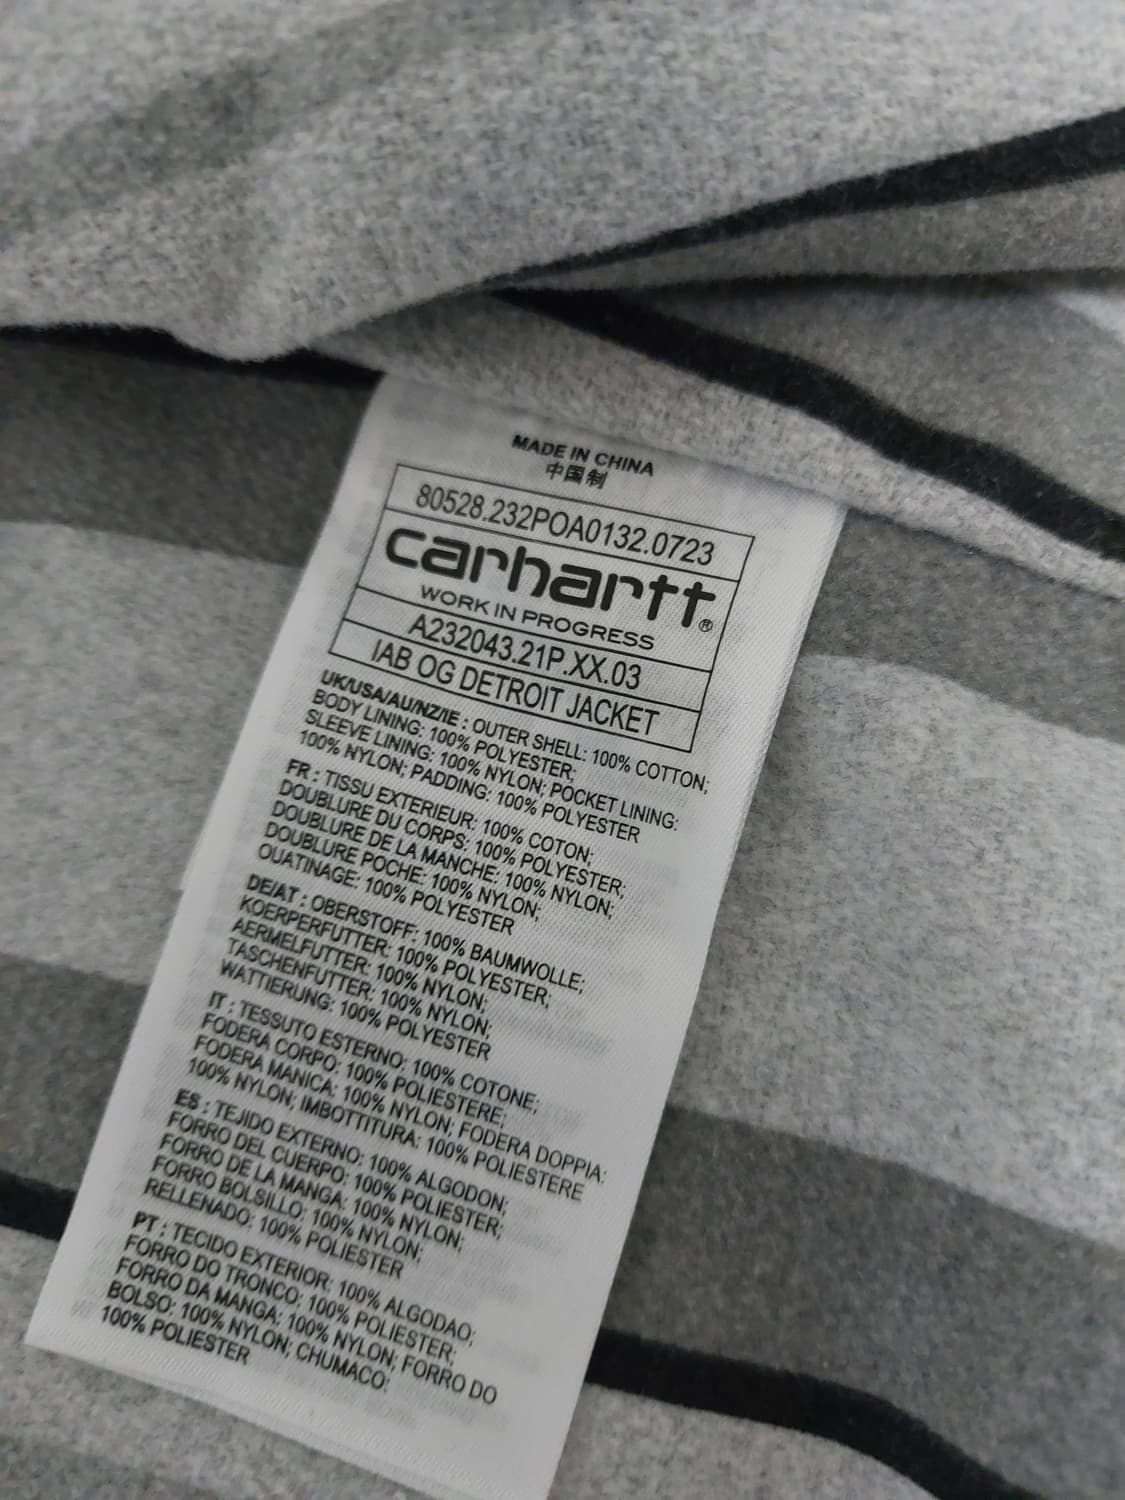 MADE IN CHINA
中国制
80528.232POA0132.0723
carhartt®
WORK IN PROGRESS
A232043.21P.XX.03
IAB OG DETROIT JACKET
UK/USA/AU/NZ/IE : OUTER SHELL: 100% COTTON;
BODY LINING: 100% POLYESTER;
SLEEVE LINING: 100% NYLON; POCKET LINING:
100% NYLON; PADDING: 100% POLYESTER
FR : TISSU EXTERIEUR: 100% COTON;
DOUBLURE DU CORPS: 100% POLYESTER;
DOUBLURE DE LA MANCHE: 100% NYLON;
DOUBLURE POCHE: 100% NYLON;
OUATINAGE: 100% POLYESTER
DE/AT : OBERSTOFF: 100% BAUMWOLLE;
KOERPERFUTTER: 100% POLYESTER;
AERMELFUTTER: 100% NYLON;
TASCHENFUTTER: 100% NYLON;
WATTIERUNG: 100% POLYESTER
IT : TESSUTO ESTERNO: 100% COTONE;
FODERA CORPO: 100% POLIESTERE;
FODERA MANICA: 100% NYLON; FODERA DOPPIA:
100% NYLON; IMBOTTITURA: 100% POLIESTERE
ES : TEJIDO EXTERNO: 100% ALGODON;
FORRO DEL CUERPO: 100% POLIESTER;
FORRO DE LA MANGA: 100% NYLON;
FORRO BOLSILLO: 100% NYLON;
RELLENADO: 100% POLIESTER
PT : TECIDO EXTERIOR: 100% ALGODAO;
FORRO DO TRONCO: 100% POLIESTER;
FORRO DA MANGA: 100% NYLON; FORRO DO
BOLSO: 100% NYLON; CHUMACO:
100% POLIESTER